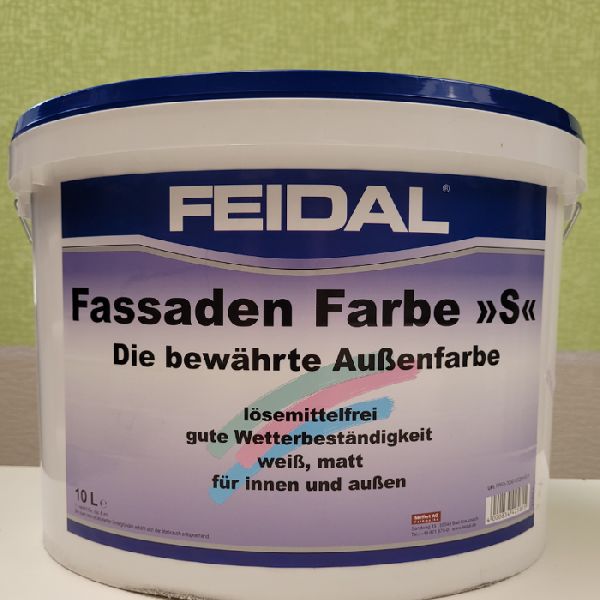 FEIDAL®
Fassaden Farbe »S«
Die bewährte Außenfarbe
lösemittelfrei
gute Wetterbeständigkeit
weiß, matt
für innen und außen
10 L ℮